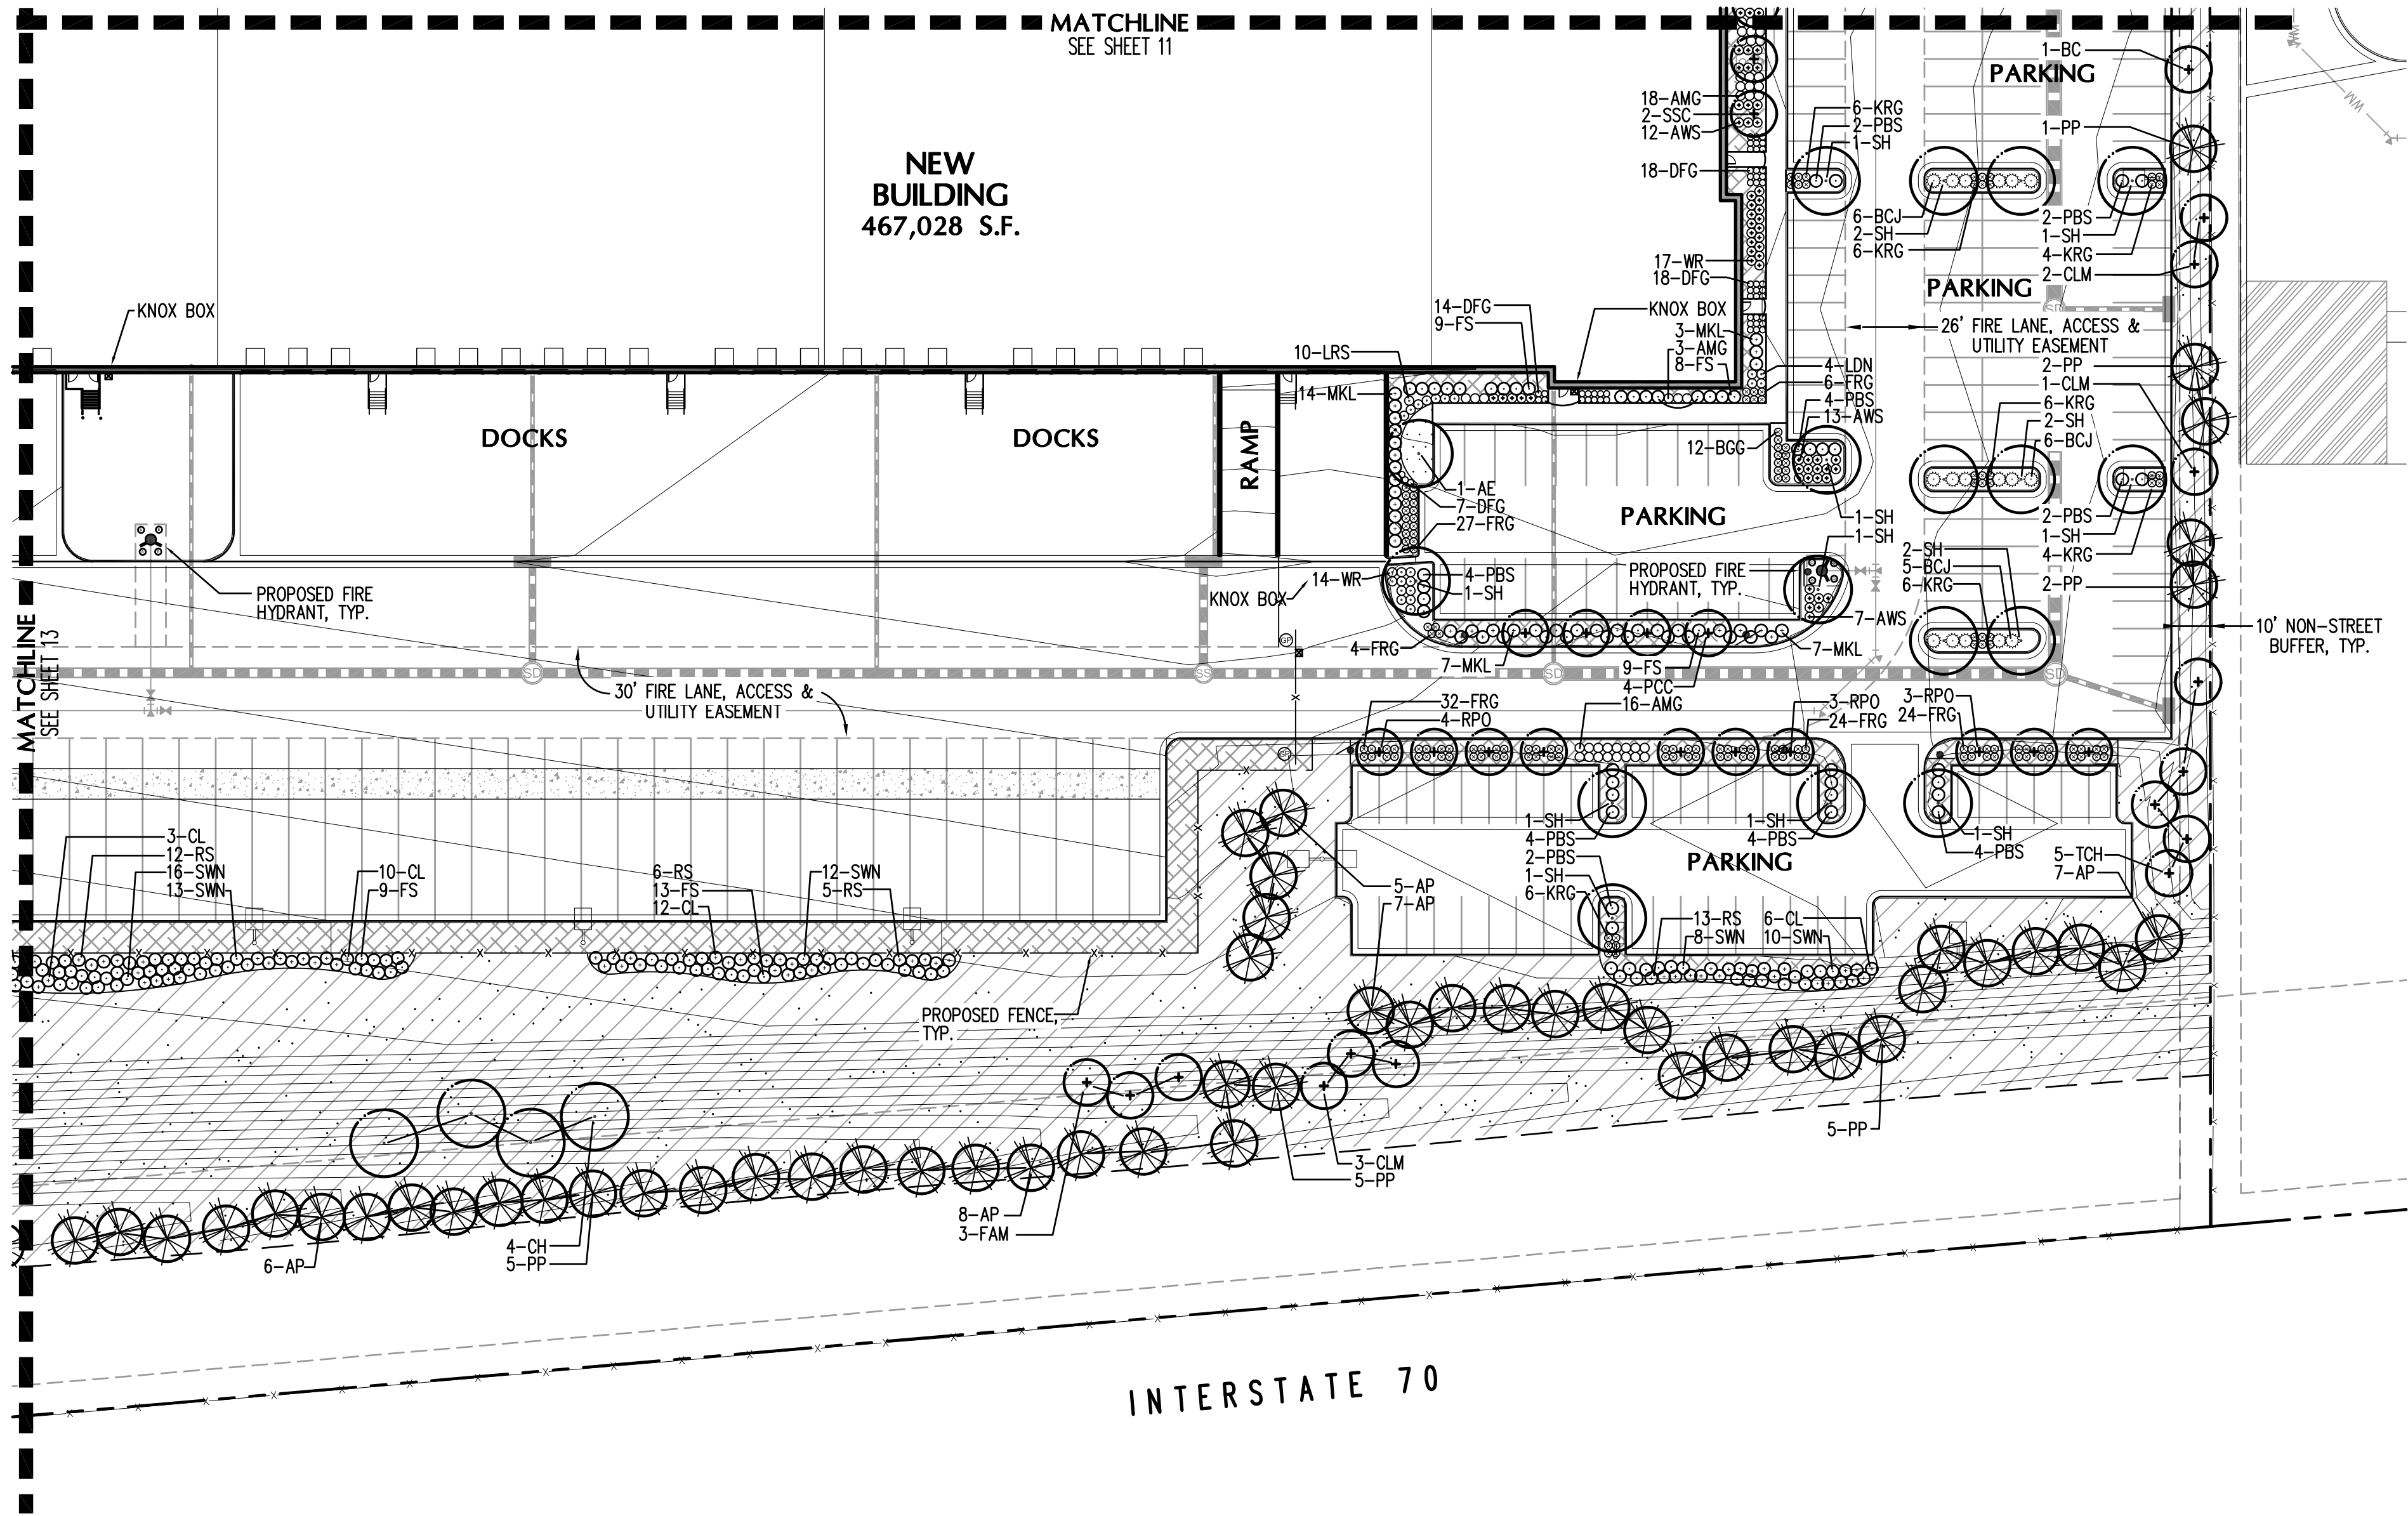 MATCHLINE
SEE SHEET 11
1-BC
PARKING
18-AMG
2-SSC
12-AWS
6-KRG
2-PBS
1-SH
1-PP
NEW
BUILDING
467,028 S.F.
18-DFG
6-BCJ
2-SH
6-KRG
2-PBS
1-SH
4-KRG
2-CLM
17-WR
18-DFG
PARKING
SD
KNOX BOX
14-DFG
9-FS
KNOX BOX
3-MKL
3-AMG
8-FS
26' FIRE LANE, ACCESS &
UTILITY EASEMENT
10-LRS
14-MKL
4-LDN
6-FRG
4-PBS
13-AWS
2-PP
1-CLM
6-KRG
2-SH
6-BCJ
DOCKS
DOCKS
RAMP
12-BGG
1-AE
7-DFG
27-FRG
PARKING
1-SH
1-SH
2-PBS
1-SH
4-KRG
2-SH
5-BCJ
6-KRG
2-PP
14-WR
4-PBS
1-SH
PROPOSED FIRE
HYDRANT, TYP.
PROPOSED FIRE
HYDRANT, TYP.
KNOX BOX
7-AWS
10' NON-STREET
BUFFER, TYP.
MATCHLINE
SEE SHEET 13
4-FRG
7-MKL
9-FS
4-PCC
7-MKL
SD
SS
SD
SD
30' FIRE LANE, ACCESS &
UTILITY EASEMENT
32-FRG
4-RPO
16-AMG
3-RPO
24-FRG
3-RPO
24-FRG
1-SH
4-PBS
1-SH
4-PBS
1-SH
4-PBS
2-PBS
1-SH
6-KRG
PARKING
5-TCH
7-AP
3-CL
12-RS
16-SWN
13-SWN
10-CL
9-FS
6-RS
13-FS
12-CL
12-SWN
5-RS
5-AP
7-AP
13-RS
8-SWN
6-CL
10-SWN
PROPOSED FENCE,
TYP.
5-PP
3-CLM
5-PP
8-AP
3-FAM
4-CH
5-PP
6-AP
INTERSTATE 70